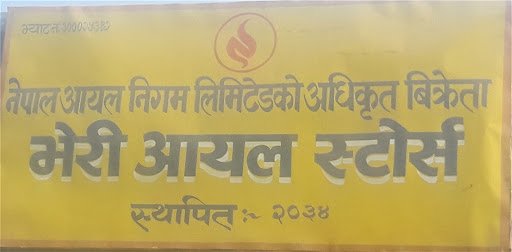 नेपाल आयल निगम लिमिटेडको अधिकृत बिक्रेता
भेरी आयल स्टोर्स
स्थापित :- २०३४